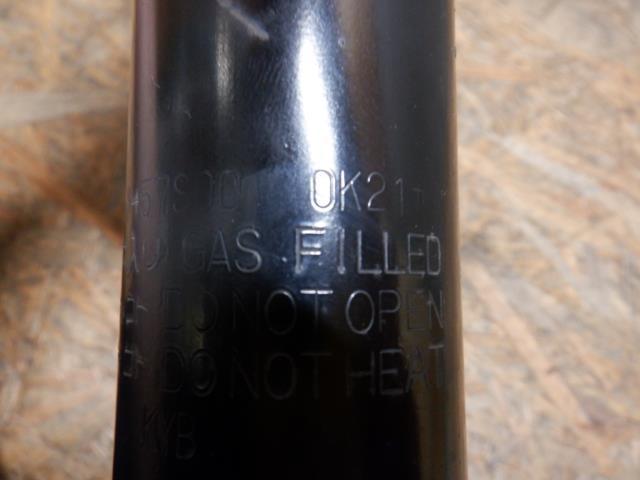 OK21
GAS FILLED
DO NOT OPEN
DO NOT HEAT
KYB